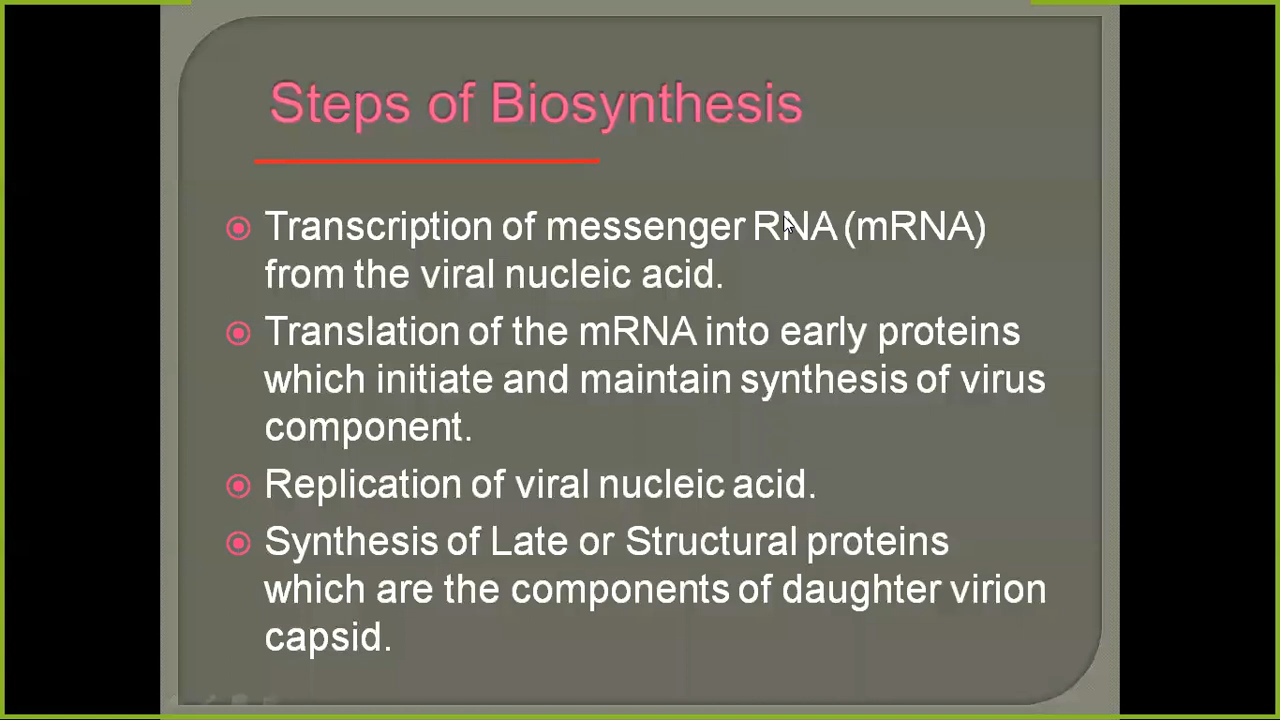 Steps of Biosynthesis
Transcription of messenger RNA (mRNA)
from the viral nucleic acid.
Translation of the mRNA into early proteins
which initiate and maintain synthesis of virus
component.
Replication of viral nucleic acid.
Synthesis of Late or Structural proteins
which are the components of daughter virion
capsid.